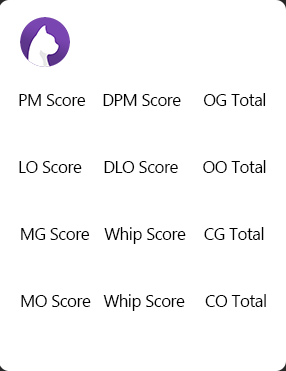 PM Score DPM Score OG Total
LO Score DLO Score OO Total
MG Score Whip Score CG Total
MO Score Whip Score CO Total